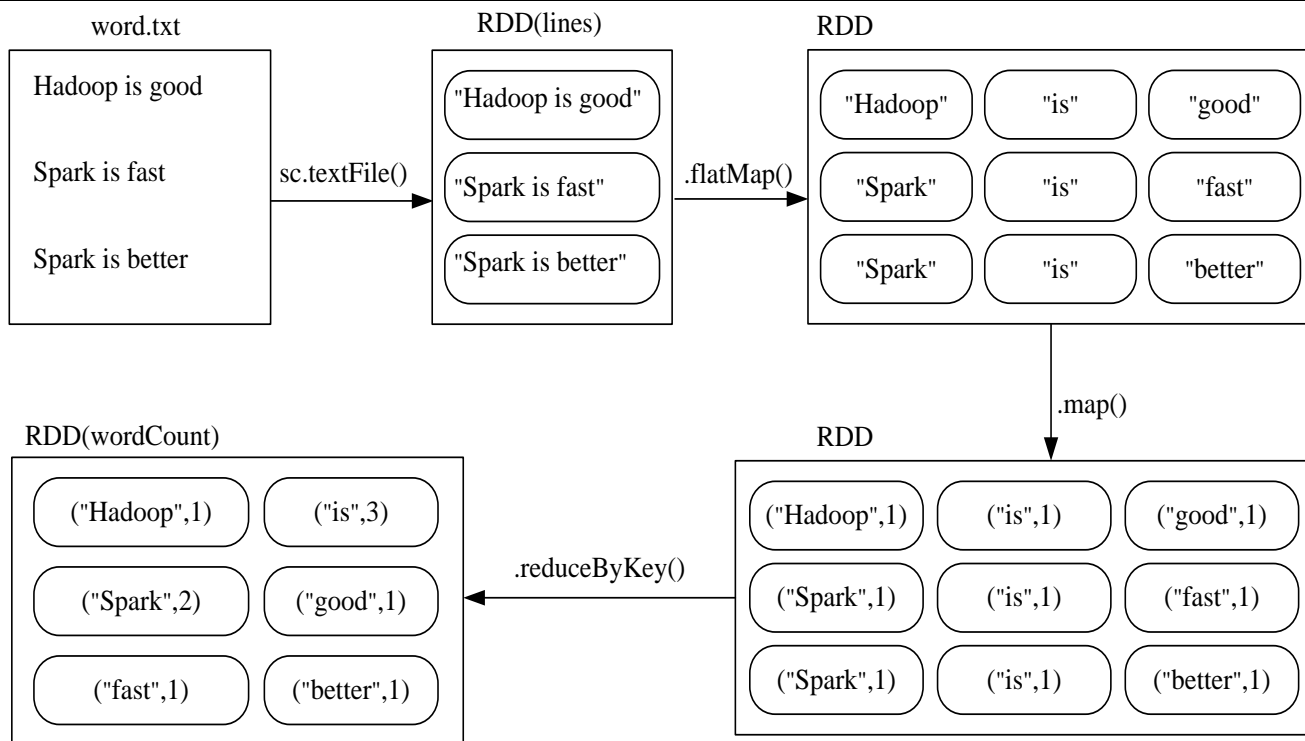 word.txt
Hadoop is good
Spark is fast
Spark is better
sc.textFile()
RDD(lines)
"Hadoop is good"
"Spark is fast"
"Spark is better"
.flatMap()
RDD
"Hadoop" "is" "good"
"Spark" "is" "fast"
"Spark" "is" "better"
.map()
RDD
("Hadoop",1) ("is",1) ("good",1)
("Spark",1) ("is",1) ("fast",1)
("Spark",1) ("is",1) ("better",1)
.reduceByKey()
RDD(wordCount)
("Hadoop",1) ("is",3)
("Spark",2) ("good",1)
("fast",1) ("better",1)